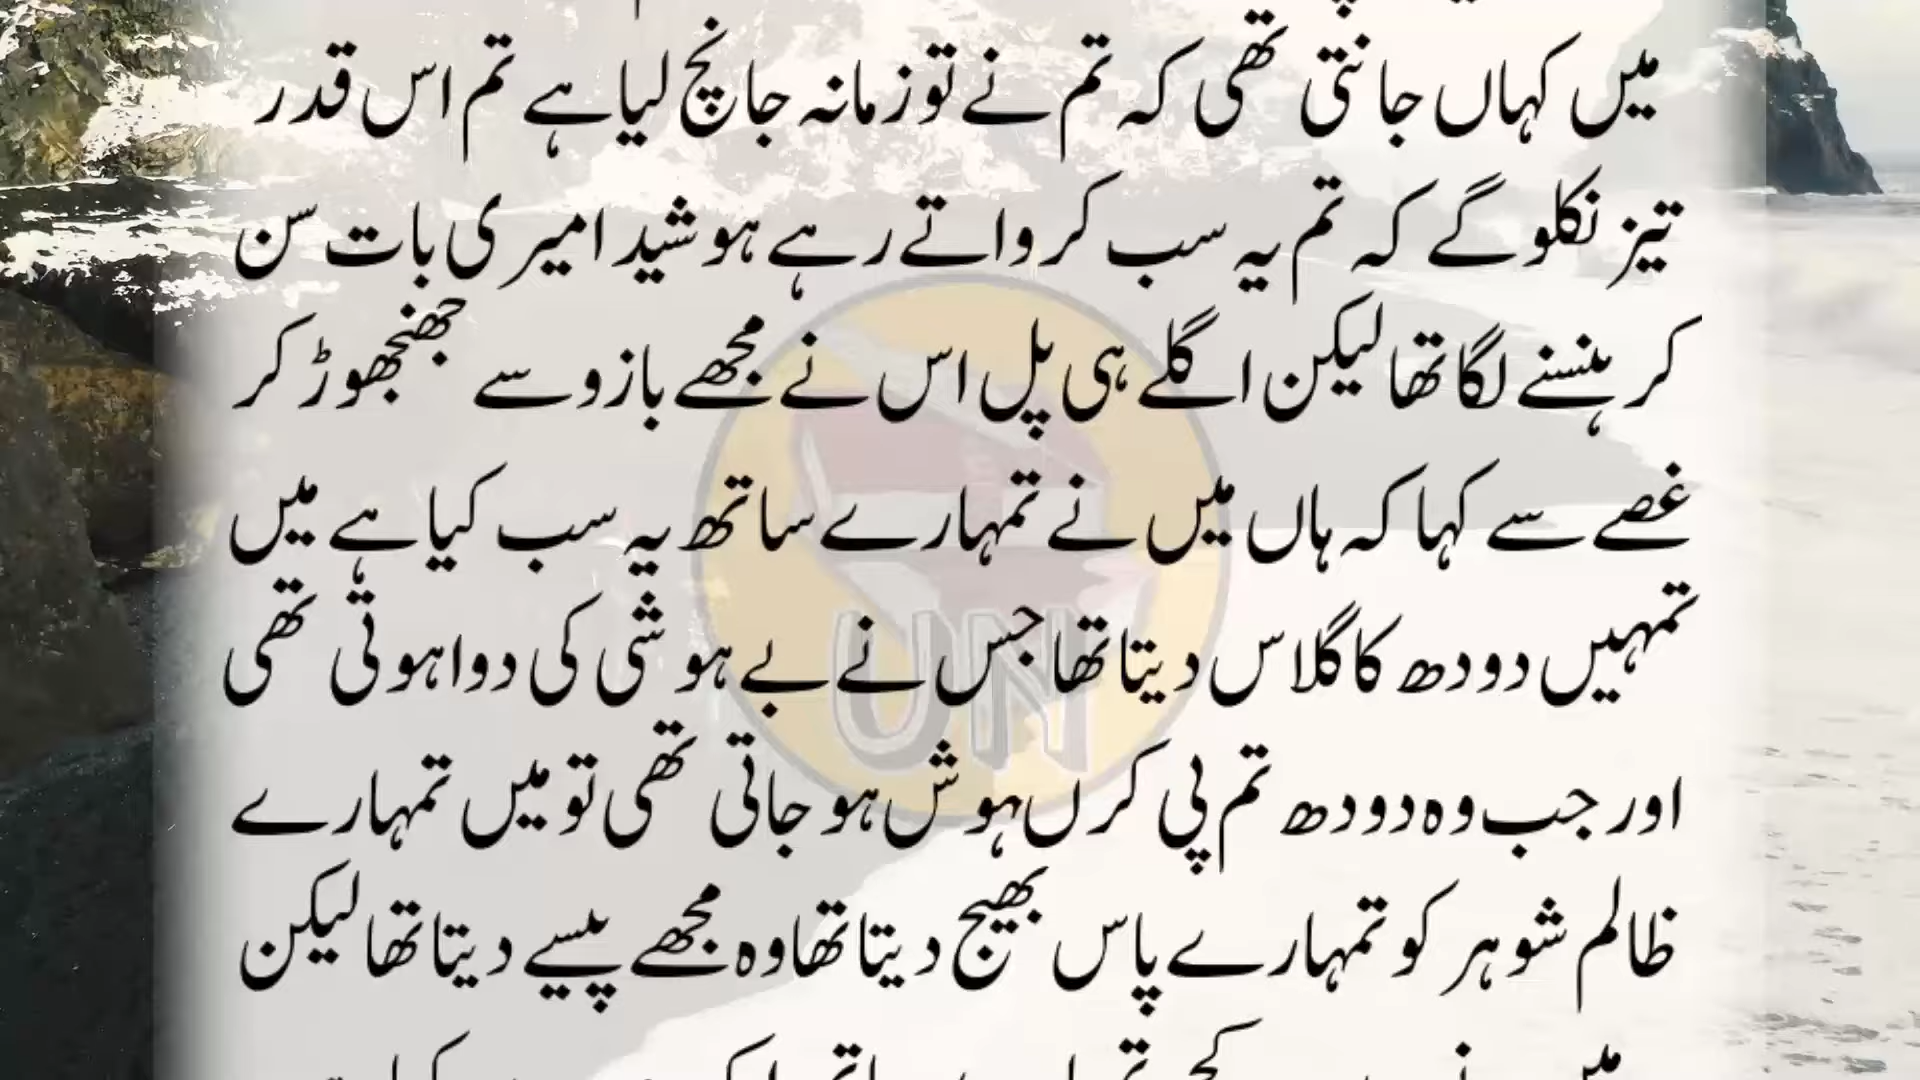 میں کہاں جانتی تھی کہ تم نے تو زمانہ جانچ لیا ہے تم اس قدر
تیز نکلو گے کہ تم یہ سب کرواتے رہے ہو شید امیری بات سن
کر ہنسنے لگا تھا لیکن اگلے ہی پل اس نے مجھے بازو سے جھنجھوڑ کر
غصے سے کہا کہ ہاں میں نے تمہارے ساتھ یہ سب کیا ہے میں
تمہیں دودھ کا گلاس دیتا تھا جس نے بے ہوشی کی دوا ہوتی تھی
اور جب وہ دودھ تم پی کر ں ہوش ہو جاتی تھی تو میں تمہارے
ظالم شوہر کو تمہارے پاس بھیج دیتا تھا وہ مجھے پیسے دیتا تھا لیکن
UN